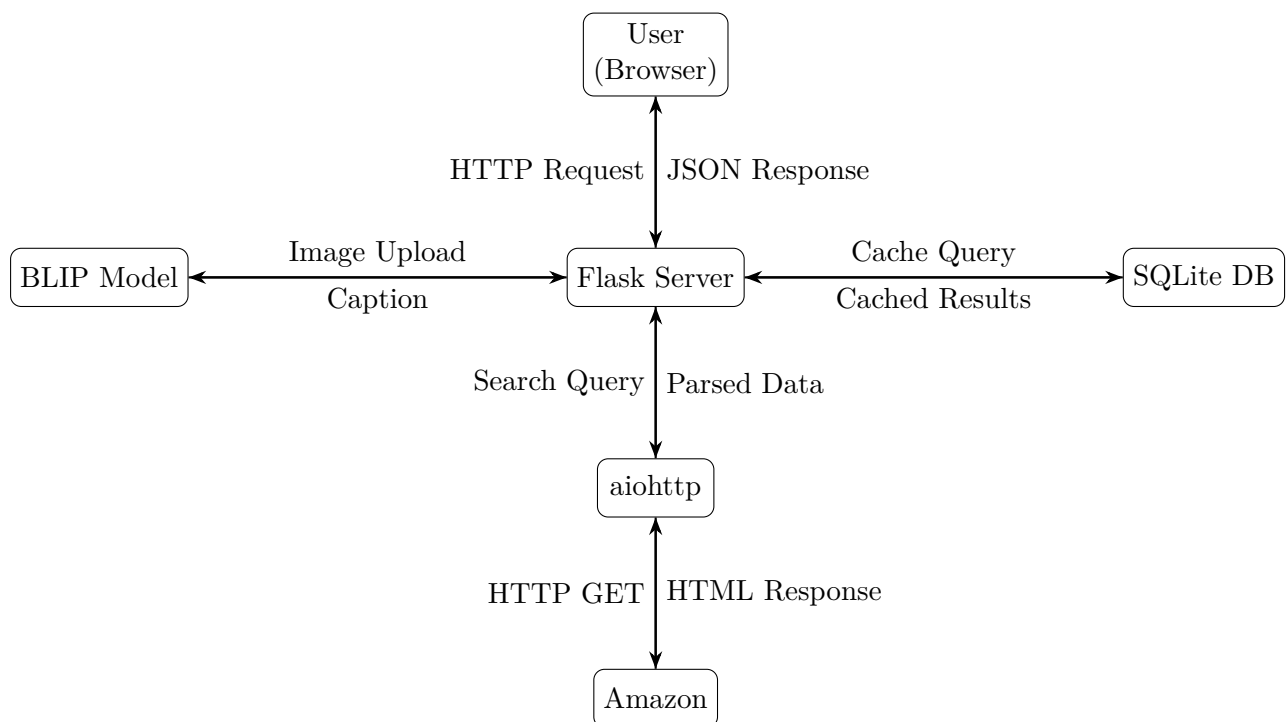 User
(Browser)
HTTP Request
JSON Response
Image Upload
Cache Query
BLIP Model
Flask Server
SQLite DB
Caption
Cached Results
Search Query
Parsed Data
aiohttp
HTTP GET
HTML Response
Amazon